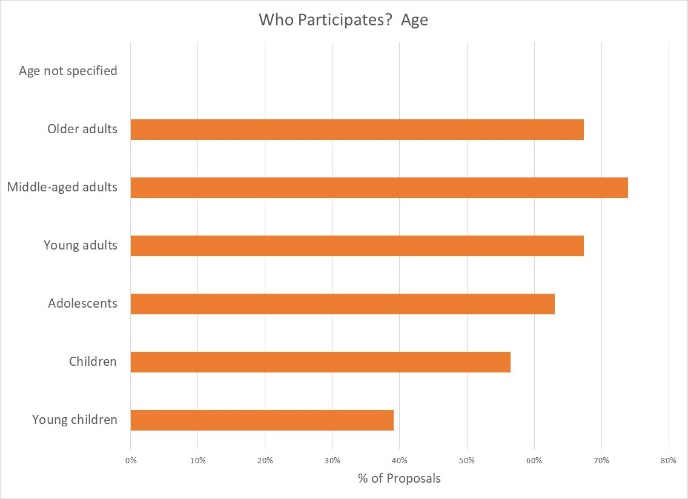 Who Participates?  Age
Age not specified
Older adults
Middle-aged adults
Young adults
Adolescents
Children
Young children
0% 10% 20% 30% 40% 50% 60% 70% 80%
% of Proposals